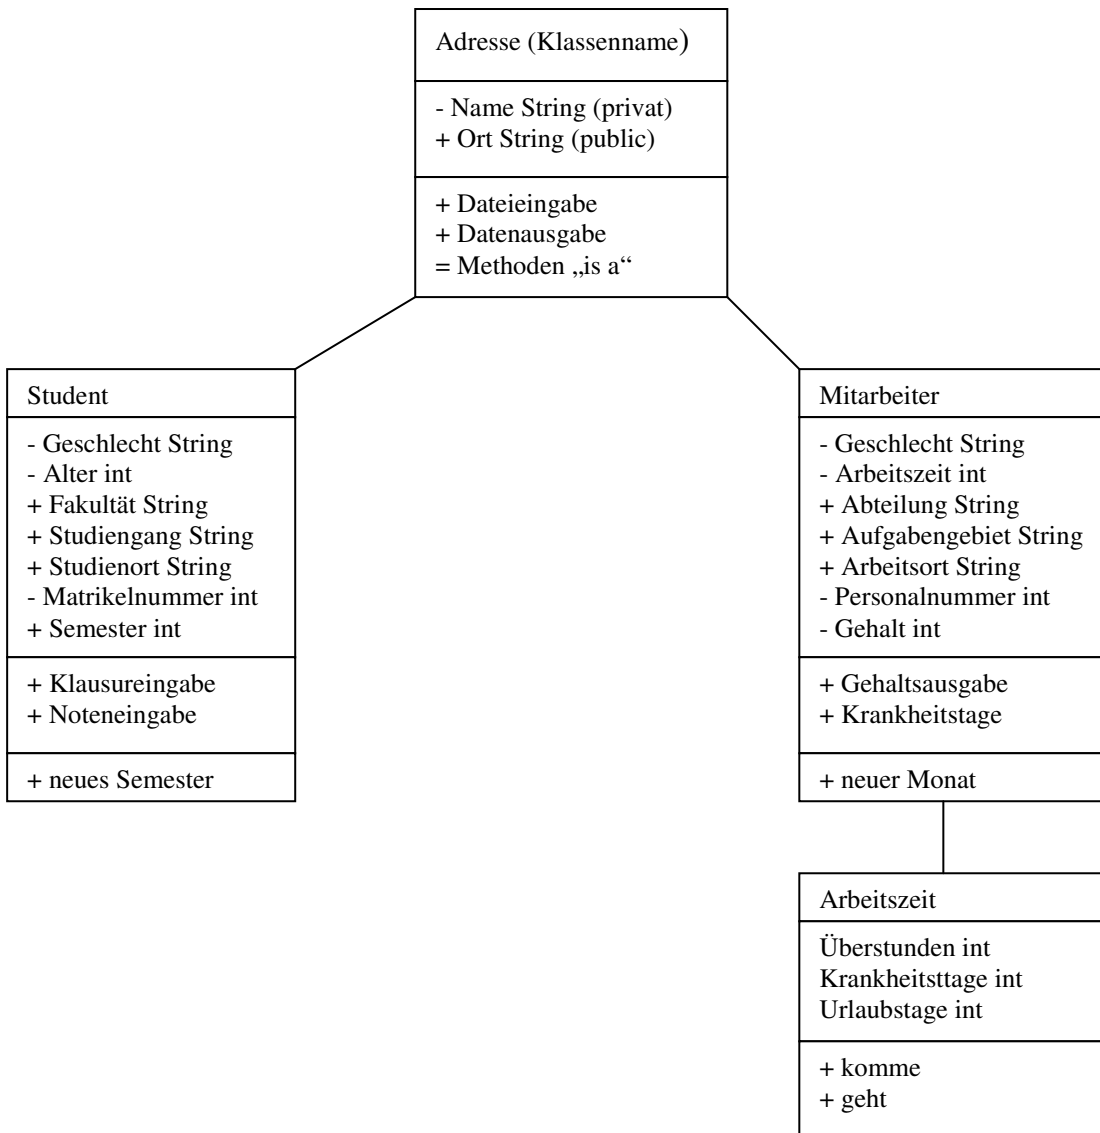 Adresse (Klassenname)
- Name String (privat)
+ Ort String (public)
+ Dateieingabe
+ Datenausgabe
= Methoden „is a“
Student
- Geschlecht String
- Alter int
+ Fakultät String
+ Studiengang String
+ Studienort String
- Matrikelnummer int
+ Semester int
+ Klausureingabe
+ Noteneingabe
+ neues Semester
Mitarbeiter
- Geschlecht String
- Arbeitszeit int
+ Abteilung String
+ Aufgabengebiet String
+ Arbeitsort String
- Personalnummer int
- Gehalt int
+ Gehaltsausgabe
+ Krankheitstage
+ neuer Monat
Arbeitszeit
Überstunden int
Krankheitsttage int
Urlaubstage int
+ komme
+ geht